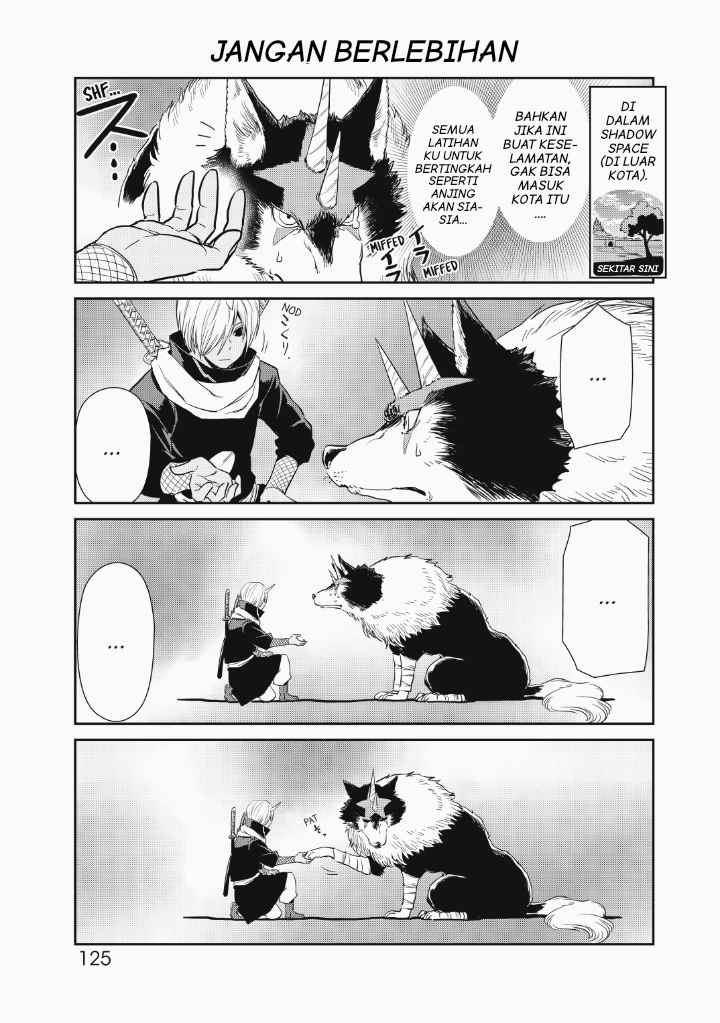 JANGAN BERLEBIHAN
DI
DALAM
SHADOW
SPACE
(DI LUAR
KOTA).
SEKITAR SINI
BAHKAN
JIKA INI
BUAT KESE-
LAMATAN,
GAK BISA
MASUK
KOTA ITU
....
SEMUA
LATIHAN
KU UNTUK
BERTINGKAH
SEPERTI
ANJING
AKAN SIA-
SIA...
MIFFED
イラ
イラ
MIFFED
SHF...
ス...
...
NOD
こくり
...
...
...
PAT
125